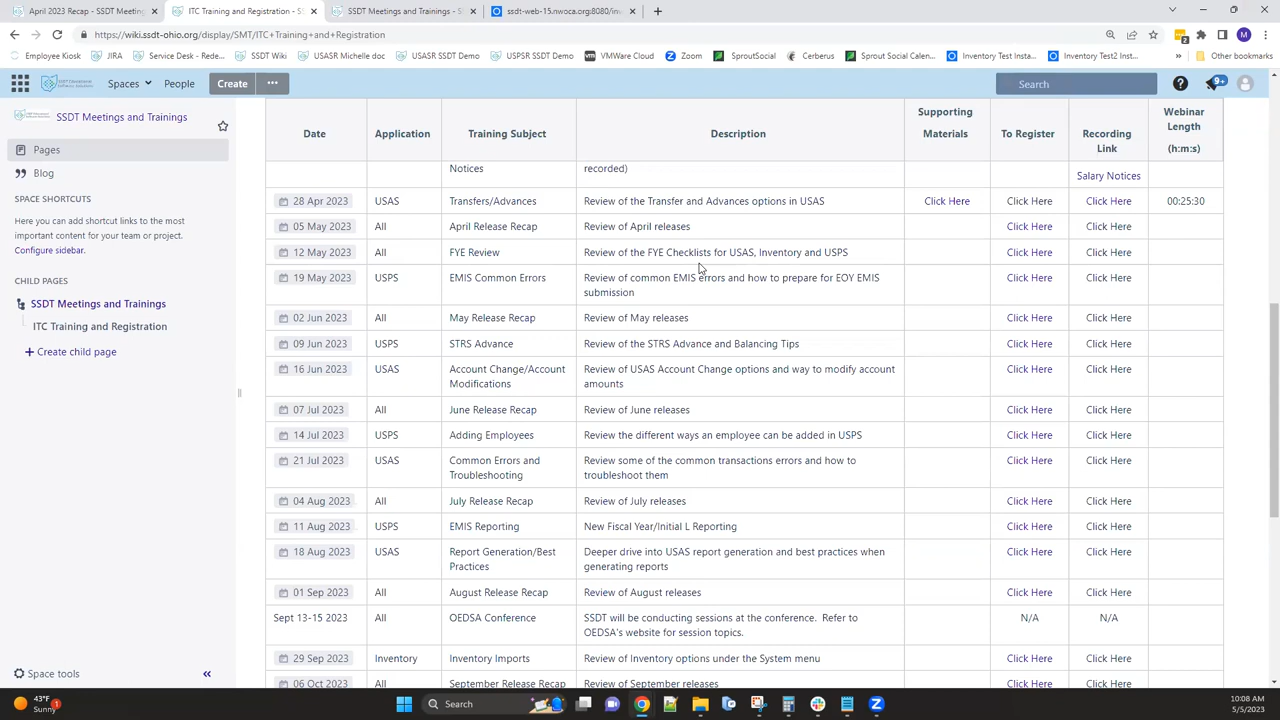 April 2023 Recap - SSDT Meetin
ITC Training and Registration - SS
SSDT Meetings and Trainings - SS
ssdt-web-15.nwoca.org:8080/inv
wiki.ssdt-ohio.org/display/SMT/ITC+Training+and+Registration
M
Employee Kiosk
JIRA
Service Desk - Rede...
SSDT Wiki
USASR Michelle doc
USASR SSDT Demo
USPSR SSDT Demo
VMWare Cloud
Zoom
SproutSocial
Cerberus
Sprout Social Calen...
Inventory Test Insta...
Inventory Test2 Inst...
»
Other bookmarks
Spaces
People
Create
Search
9+
SSDT Meetings and Trainings
Pages
Blog
SPACE SHORTCUTS
Here you can add shortcut links to the most
important content for your team or project.
Configure sidebar.
CHILD PAGES
SSDT Meetings and Trainings
ITC Training and Registration
+ Create child page
Space tools
Date Application Training Subject Description Supporting Materials To Register Recording Link Webinar Length (h:m:s)
Notices recorded) Salary Notices
28 Apr 2023 USAS Transfers/Advances Review of the Transfer and Advances options in USAS Click Here Click Here Click Here 00:25:30
05 May 2023 All April Release Recap Review of April releases Click Here Click Here
12 May 2023 All FYE Review Review of the FYE Checklists for USAS, Inventory and USPS Click Here Click Here
19 May 2023 USPS EMIS Common Errors Review of common EMIS errors and how to prepare for EOY EMIS Click Here Click Here
submission
02 Jun 2023 All May Release Recap Review of May releases Click Here Click Here
09 Jun 2023 USPS STRS Advance Review of the STRS Advance and Balancing Tips Click Here Click Here
16 Jun 2023 USAS Account Change/Account Review of USAS Account Change options and way to modify account Click Here Click Here
Modifications amounts
07 Jul 2023 All June Release Recap Review of June releases Click Here Click Here
14 Jul 2023 USPS Adding Employees Review the different ways an employee can be added in USPS Click Here Click Here
21 Jul 2023 USAS Common Errors and Review some of the common transactions errors and how to Click Here Click Here
Troubleshooting troubleshoot them
04 Aug 2023 All July Release Recap Review of July releases Click Here Click Here
11 Aug 2023 USPS EMIS Reporting New Fiscal Year/Initial L Reporting Click Here Click Here
18 Aug 2023 USAS Report Generation/Best Deeper drive into USAS report generation and best practices when Click Here Click Here
Practices generating reports
01 Sep 2023 All August Release Recap Review of August releases Click Here Click Here
Sept 13-15 2023 All OEDSA Conference SSDT will be conducting sessions at the conference. Refer to N/A N/A
OEDSA's website for session topics.
29 Sep 2023 Inventory Inventory Imports Review of Inventory options under the System menu Click Here Click Here
06 Oct 2023 All September Release Recap Review of September releases Click Here Click Here
43°F
Sunny
Search
10:08 AM
5/5/2023